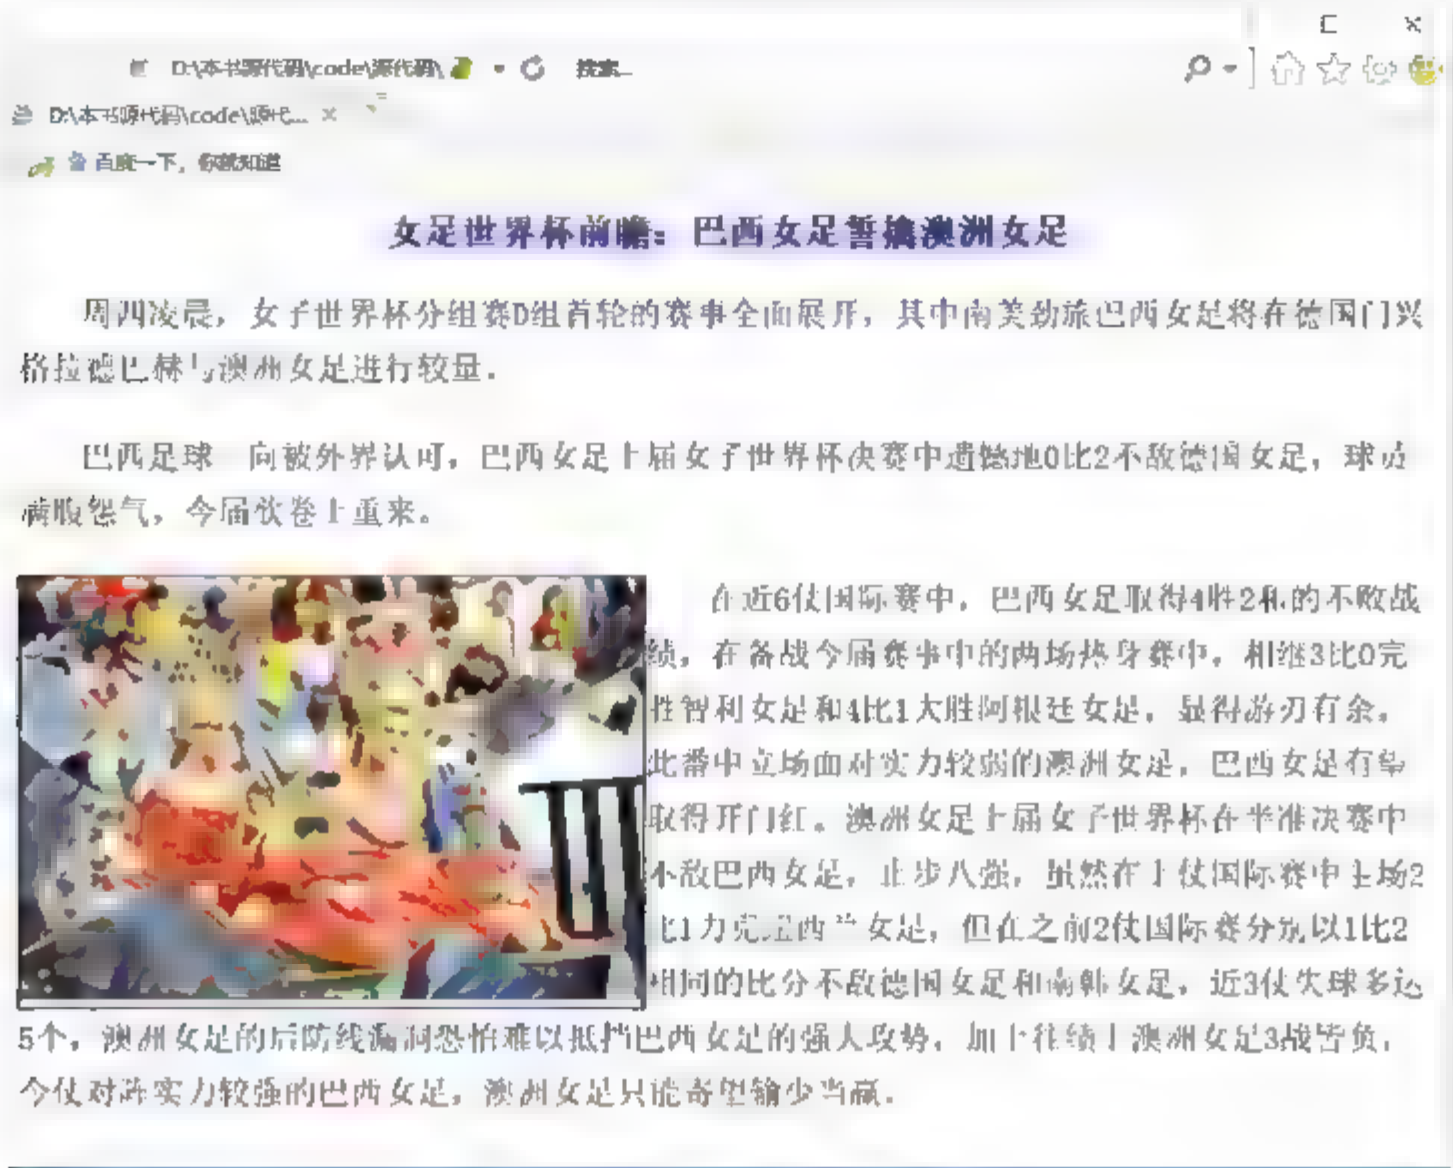 D:\本书源代码\code\源代码\ 搜索...
D:\本书源代码\code\源代...
百度一下，你就知道
女足世界杯前瞻：巴西女足誓擒澳洲女足
周四凌晨，女子世界杯分组赛D组首轮的赛事全面展开，其中南美劲旅巴西女足将在德国门兴
格拉德巴赫与澳洲女足进行较量．
巴西足球一向被外界认可，巴西女足上届女子世界杯决赛中遗憾地0比2不敌德国女足，球员
满腹怨气，今届卷土重来。
在近6仗国际赛中，巴西女足取得4胜2和的不败战
绩，在备战今届赛事中的两场热身赛中，相继3比0完
胜智利女足和4比1大胜阿根廷女足，显得游刃有余，
此番中立场面对实力较弱的澳洲女足，巴西女足有望
取得开门红。澳洲女足上届女子世界杯在半准决赛中
不敌巴西女足，止步八强，虽然在上仗国际赛中主场2
比1力克西兰女足，但在之前2仗国际赛分别以1比2
相同的比分不敌德国女足和南韩女足，近3仗失球多达
5个，澳洲女足的后防线漏洞恐怕难以抵挡巴西女足的强大攻势，加上往绩上澳洲女足3战皆负，
今仗对阵实力较强的巴西女足，澳洲女足只能寄望输少当赢．